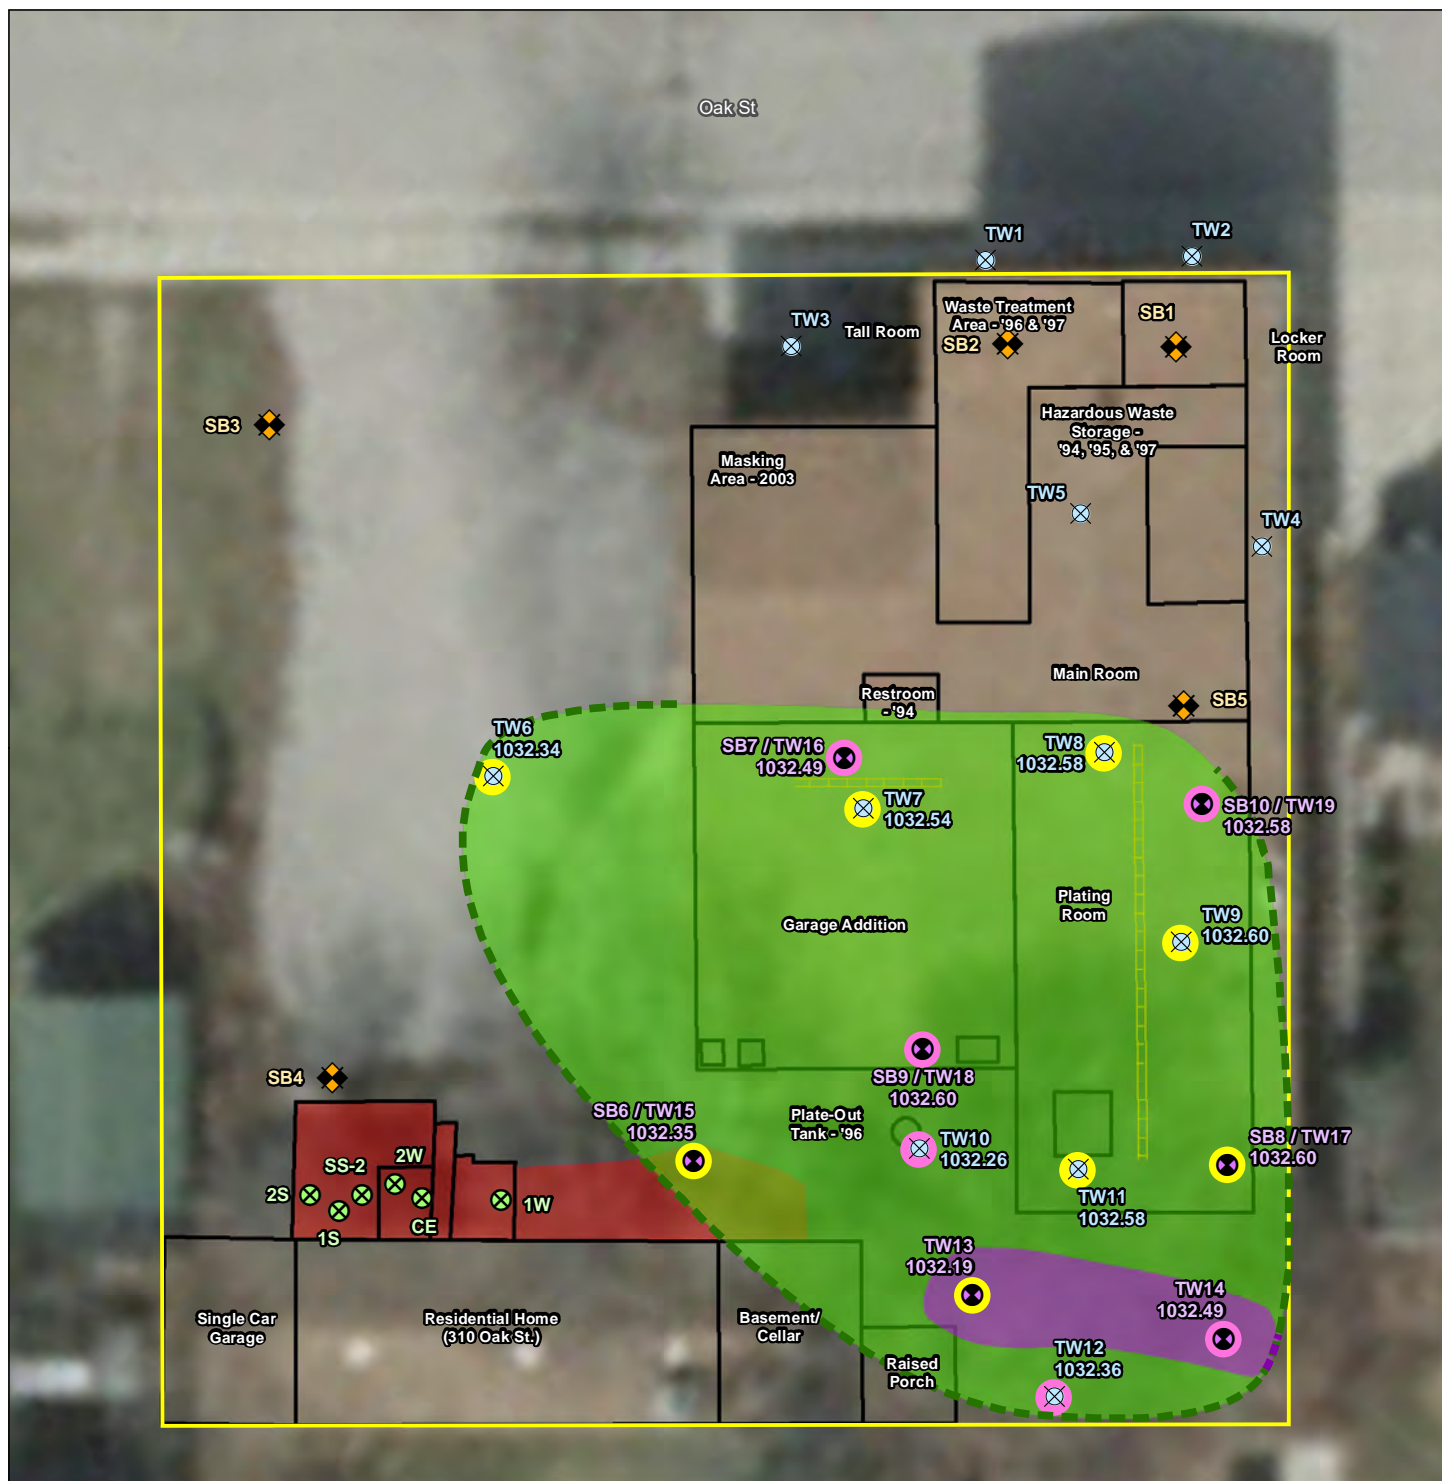 Oak St
TW1
TW2
TW3
Tall Room
Waste Treatment
Area - '96 & '97
SB2
SB1
Locker
Room
SB3
Hazardous Waste
Storage -
'94, '95, & '97
Masking
Area - 2003
TW5
TW4
Main Room
Restroom
- '94
SB5
TW6
1032.34
SB7 / TW16
1032.49
TW8
1032.58
TW7
1032.54
SB10 / TW19
1032.58
Plating
Room
TW9
1032.60
Garage Addition
SB4
SB9 / TW18
1032.60
SB6 / TW15
1032.35
Plate-Out
Tank - '96
TW10
1032.26
SB8 / TW17
1032.60
2W
SS-2
2S
1S
CE
1W
TW11
1032.58
TW13
1032.19
TW14
1032.49
Single Car
Garage
Residential Home
(310 Oak St.)
Basement/
Cellar
TW12
1032.36
Raised
Porch